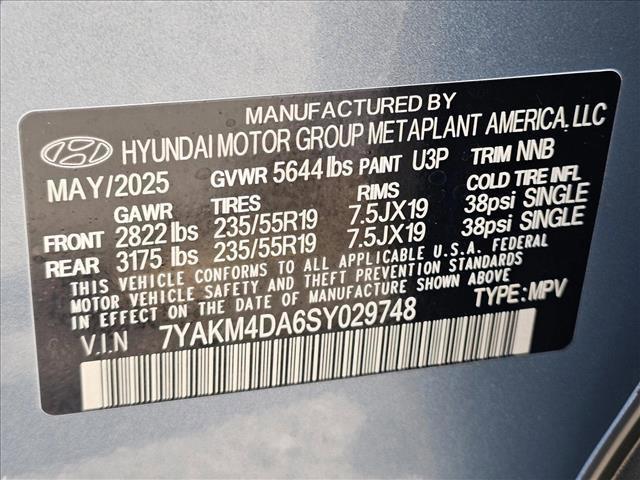 MANUFACTURED BY
HYUNDAI MOTOR GROUP METAPLANT AMERICA, LLC
MAY/2025 GVWR 5644 lbs PAINT U3P TRIM NNB
GAWR TIRES RIMS COLD TIRE INFL
FRONT 2822 lbs 235/55R19 7.5JX19 38psi SINGLE
REAR 3175 lbs 235/55R19 7.5JX19 38psi SINGLE
THIS VEHICLE CONFORMS TO ALL APPLICABLE U.S.A. FEDERAL
MOTOR VEHICLE SAFETY AND THEFT PREVENTION STANDARDS
IN EFFECT ON THE DATE OF MANUFACTURE SHOWN ABOVE
V.I.N 7YAKM4DA6SY029748 TYPE: MPV